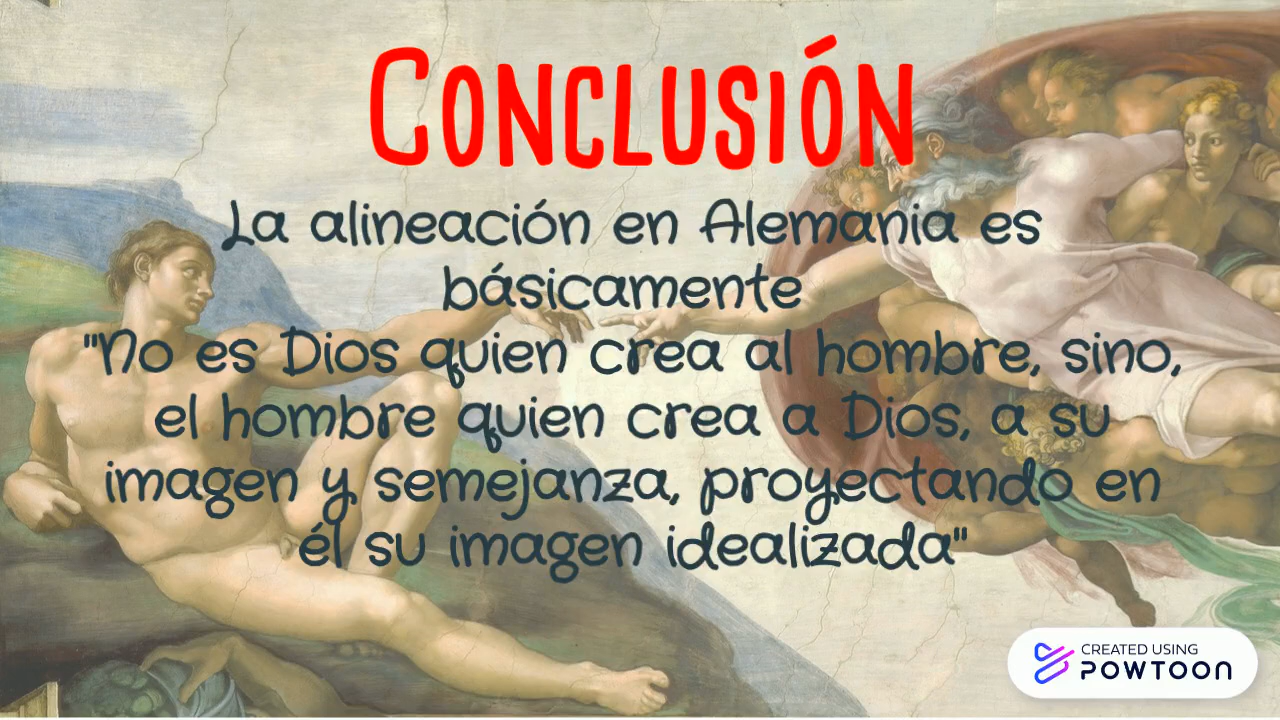 CONCLUSIÓN
La alineación en Alemania es
básicamente
"No es Dios quien crea al hombre, sino,
el hombre quien crea a Dios, a su
imagen y semejanza, proyectando en
él su imagen idealizada"
CREATED USING
POWTOON